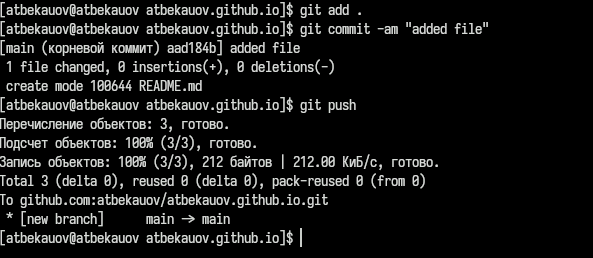 [atbekauov@atbekauov atbekauov.github.io]$ git add .
[atbekauov@atbekauov atbekauov.github.io]$ git commit -am "added file"
[main (корневой коммит) aad184b] added file
 1 file changed, 0 insertions(+), 0 deletions(-)
 create mode 100644 README.md
[atbekauov@atbekauov atbekauov.github.io]$ git push
Перечисление объектов: 3, готово.
Подсчет объектов: 100% (3/3), готово.
Запись объектов: 100% (3/3), 212 байтов | 212.00 КиБ/с, готово.
Total 3 (delta 0), reused 0 (delta 0), pack-reused 0 (from 0)
To github.com:atbekauov/atbekauov.github.io.git
 * [new branch]      main -> main
[atbekauov@atbekauov atbekauov.github.io]$